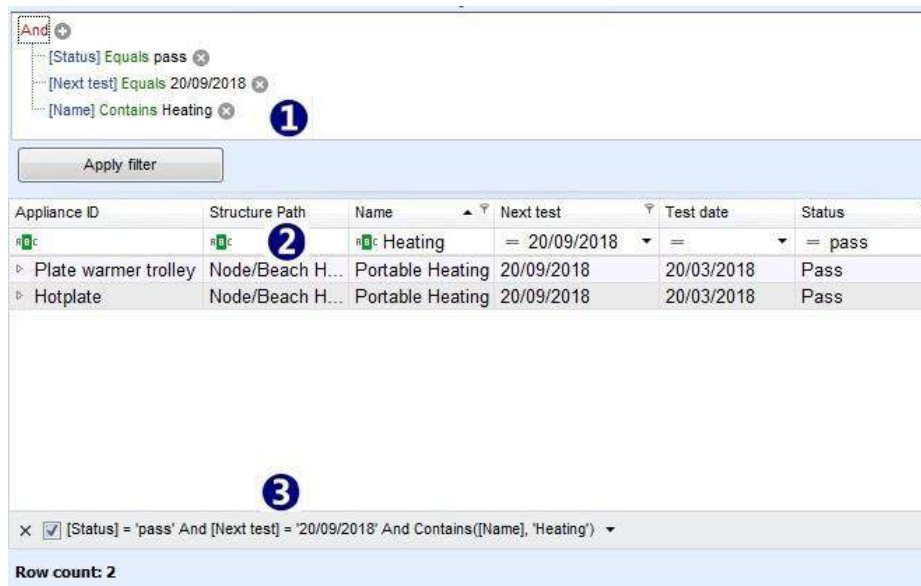 And
[Status] Equals pass
[Next test] Equals 20/09/2018
[Name] Contains Heating
1
Apply filter
Appliance ID Structure Path Name Next test Test date Status
ABC ABC 2 ABC Heating = 20/09/2018 = = pass
Plate warmer trolley Node/Beach H... Portable Heating 20/09/2018 20/03/2018 Pass
Hotplate Node/Beach H... Portable Heating 20/09/2018 20/03/2018 Pass
3
[Status] = 'pass' And [Next test] = '20/09/2018' And Contains([Name], 'Heating')
Row count: 2